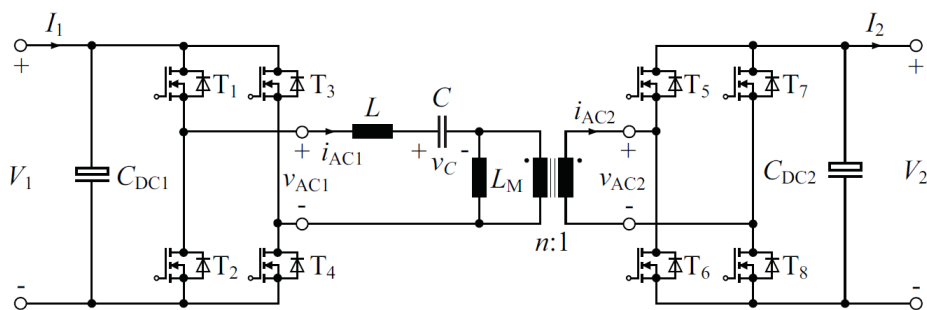 I1 I2
+ T1 T3 T5 T7 +
L C iAC2
+ iAC1 + vC - + 
V1 CDC1 vAC1 LM vAC2 CDC2 V2
- -
n:1
T2 T4 T6 T8
- -